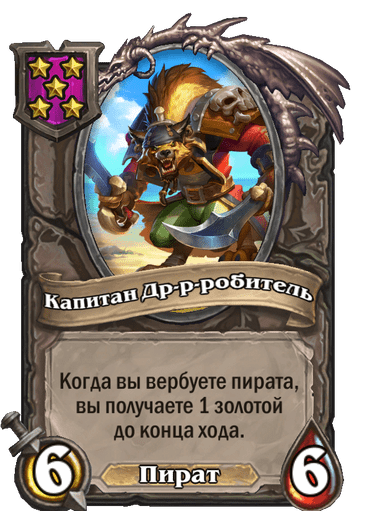 Капитан Др-р-робитель
Когда вы вербуете пирата,
вы получаете 1 золотой
до конца хода.
6
Пират
6